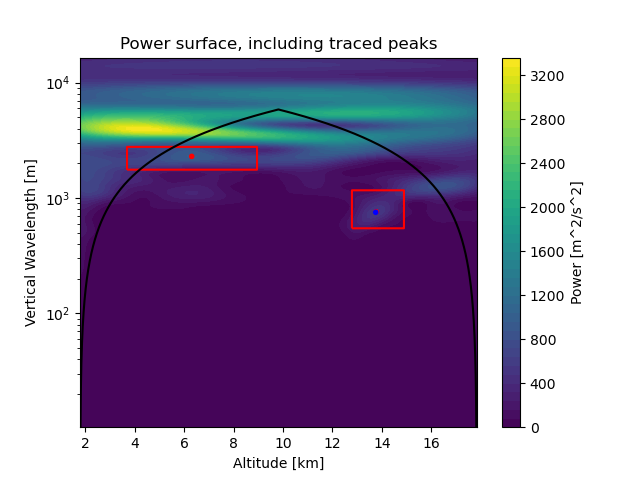 Power surface, including traced peaks
10^4
10^3
10^2
Vertical Wavelength [m]
2 4 6 8 10 12 14 16
Altitude [km]
3200
2800
2400
2000
1600
1200
800
400
0
Power [m^2/s^2]